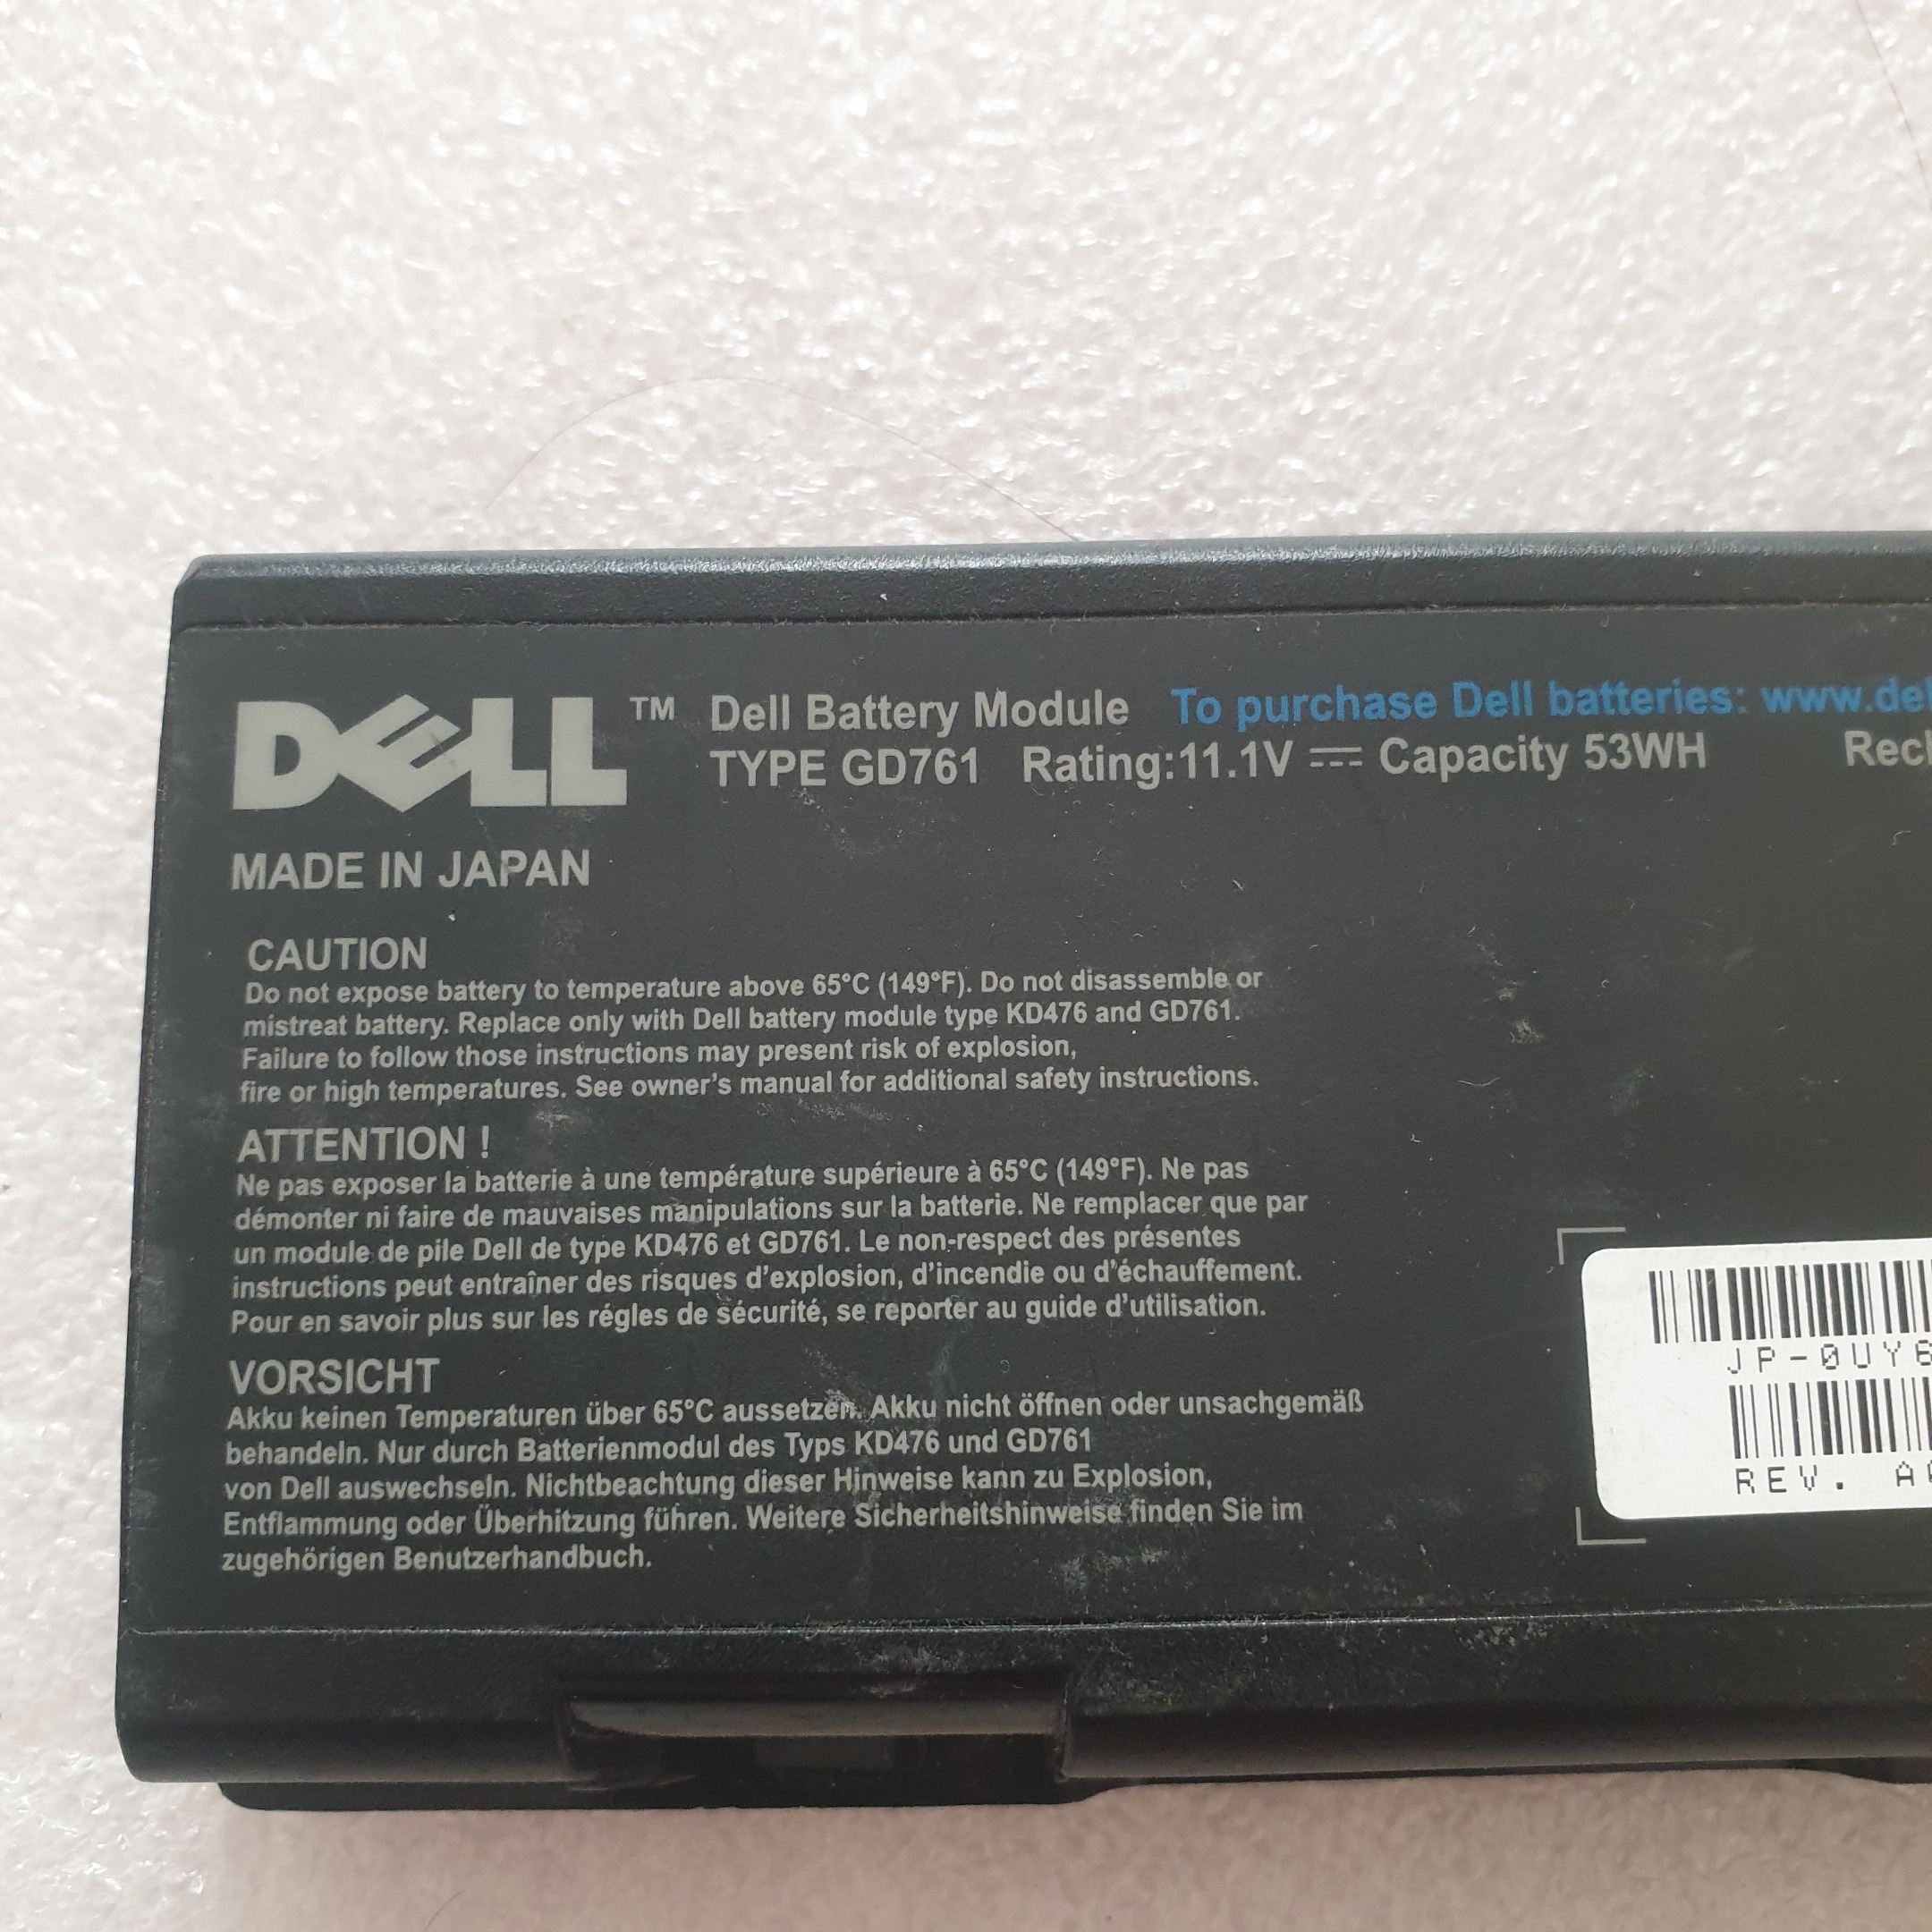 DELL™ Dell Battery Module To purchase Dell batteries:
TYPE GD761 Rating:11.1V ⎓ Capacity 53WH
MADE IN JAPAN
CAUTION
Do not expose battery to temperature above 65°C (149°F). Do not disassemble or
mistreat battery. Replace only with Dell battery module type KD476 and GD761.
Failure to follow those instructions may present risk of explosion,
fire or high temperatures. See owner's manual for additional safety instructions.
ATTENTION !
Ne pas exposer la batterie à une température supérieure à 65°C (149°F). Ne pas
démonter ni faire de mauvaises manipulations sur la batterie. Ne remplacer que par
un module de pile Dell de type KD476 et GD761. Le non-respect des présentes
instructions peut entraîner des risques d'explosion, d'incendie ou d'échauffement.
Pour en savoir plus sur les régles de sécurité, se reporter au guide d'utilisation.
VORSICHT
Akku keinen Temperaturen über 65°C aussetzen. Akku nicht öffnen oder unsachgemäß
behandeln. Nur durch Batterienmodul des Typs KD476 und GD761
von Dell auswechseln. Nichtbeachtung dieser Hinweise kann zu Explosion,
Entflammung oder Überhitzung führen. Weitere Sicherheitshinweise finden Sie im
zugehörigen Benutzerhandbuch.
JP-0UY6
REV.